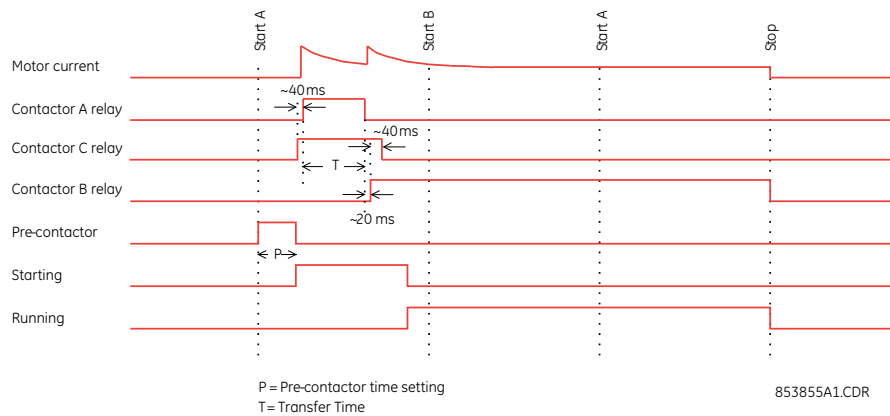 Start A
Start B
Start A
Stop
Motor current
~40 ms
Contactor A relay
~40 ms
Contactor C relay
T
Contactor B relay
~20 ms
Pre-contactor
P
Starting
Running
P = Pre-contactor time setting
T = Transfer Time
853855A1.CDR